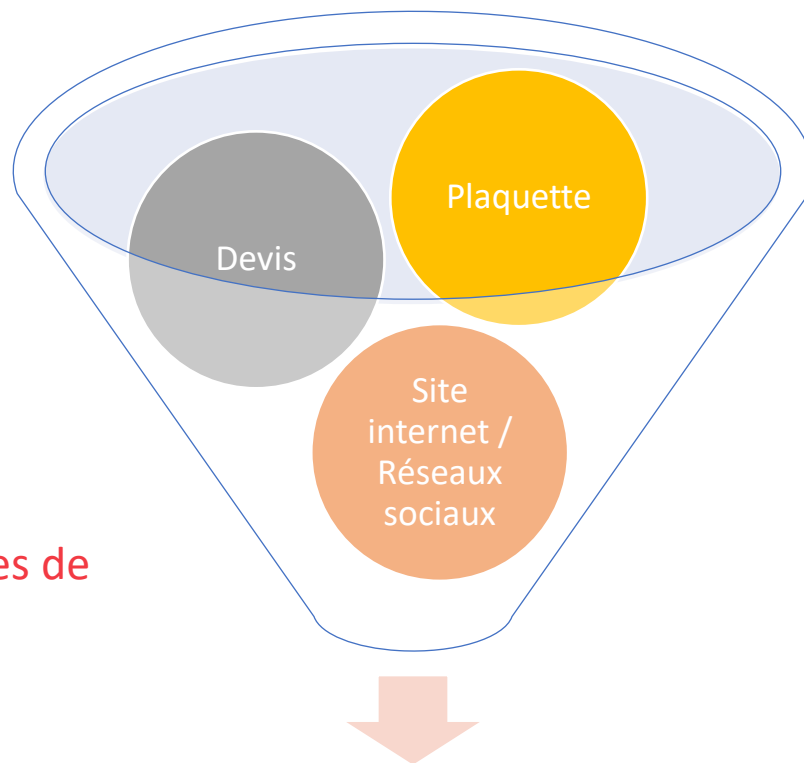 Plaquette
Devis
Site
internet /
Réseaux
sociaux
es de